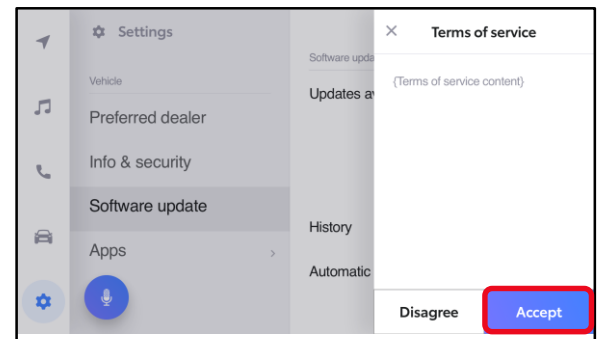 Settings
Vehicle
Preferred dealer
Info & security
Software update
Apps
Software upda
Updates av
History
Automatic
Terms of service
{Terms of service content}
Disagree
Accept